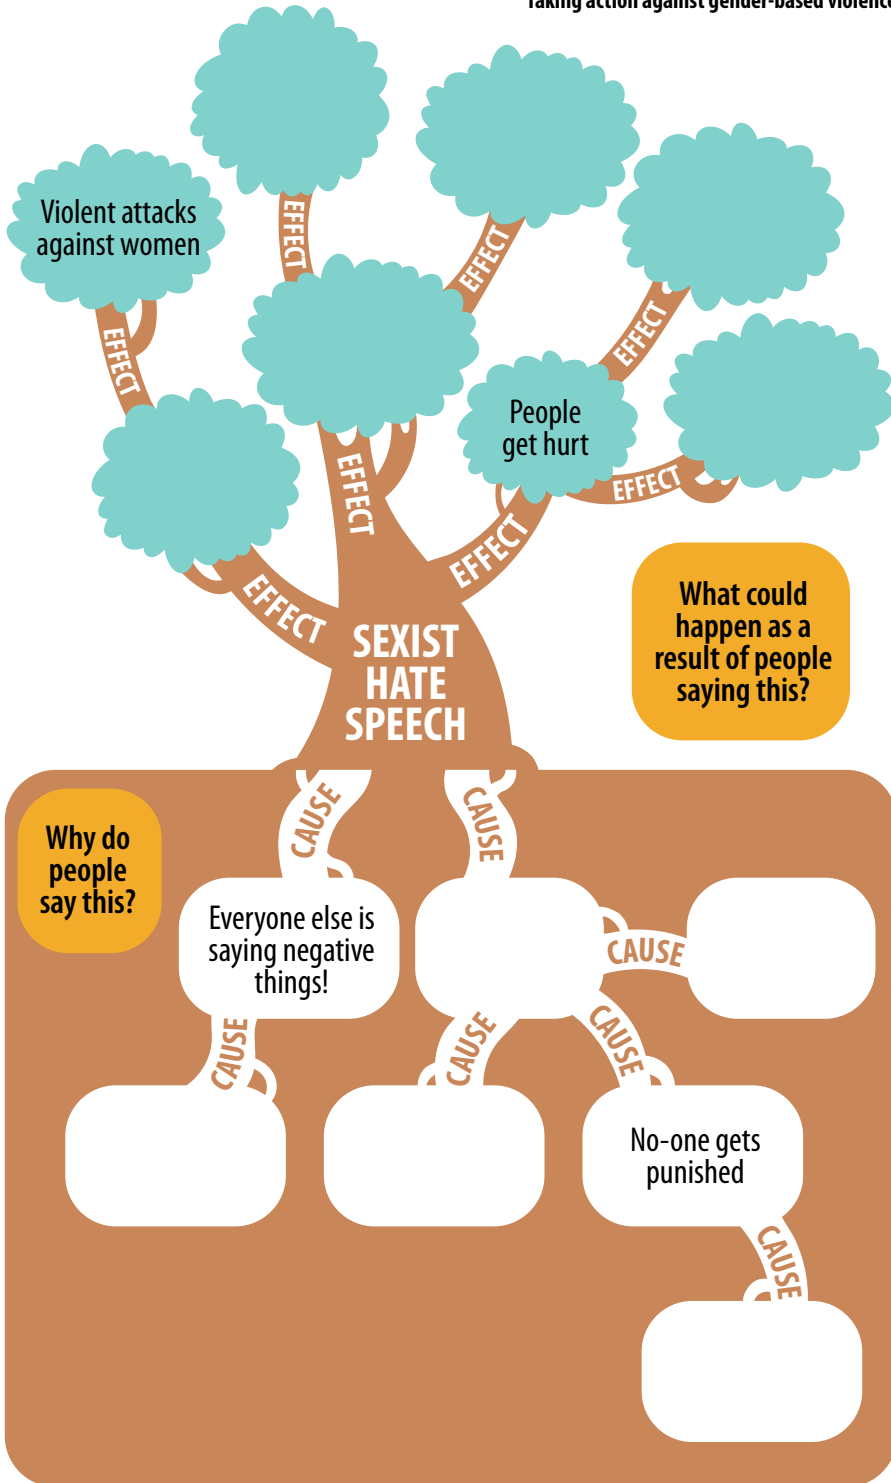 Taking action against gender-based violence
EFFECT
Violent attacks
against women
EFFECT
EFFECT
EFFECT
EFFECT
People
get hurt
EFFECT
EFFECT
EFFECT
EFFECT
What could
happen as a
result of people
saying this?
SEXIST
HATE
SPEECH
CAUSE
CAUSE
Why do
people
say this?
Everyone else is
saying negative
things!
CAUSE
CAUSE
CAUSE
CAUSE
No-one gets
punished
CAUSE